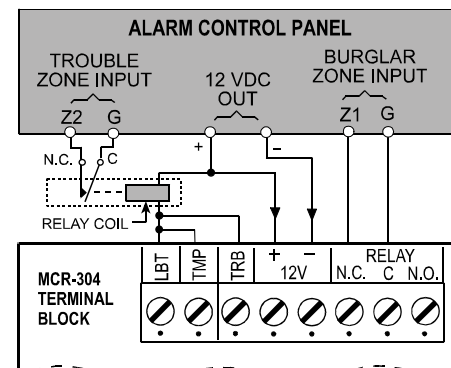 ALARM CONTROL PANEL
TROUBLE
ZONE INPUT
12 VDC
OUT
BURGLAR
ZONE INPUT
Z2 G
Z1 G
N.C. C
+ −
RELAY COIL
MCR-304
TERMINAL
BLOCK
LBT
TMP
TRB
+ −
12V
RELAY
N.C. C N.O.